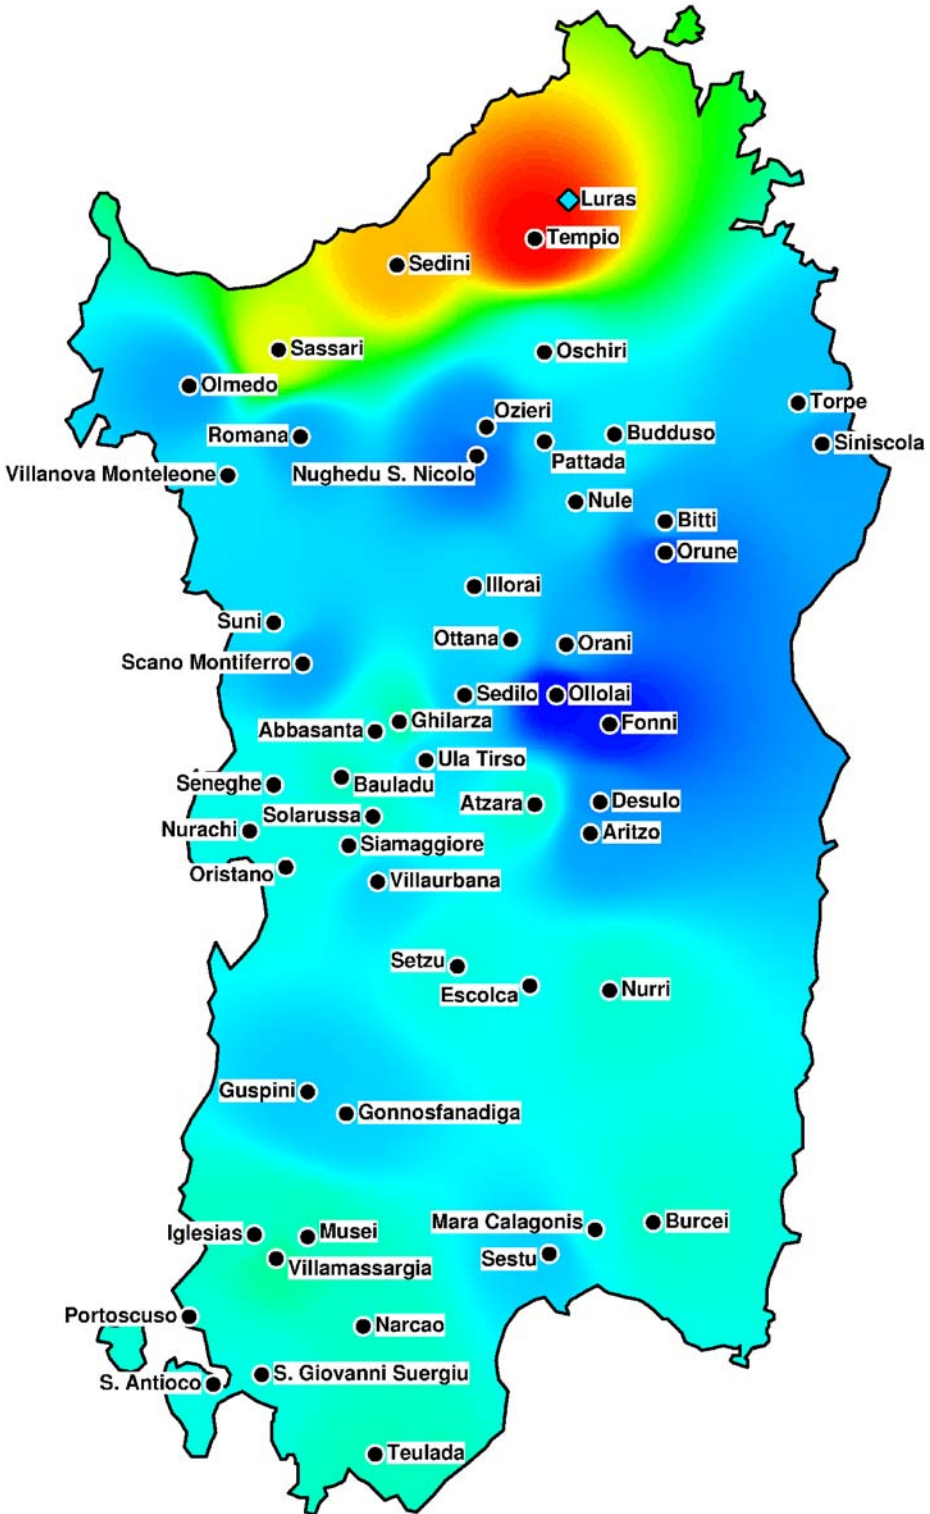 Luras
Tempio
Sedini
Sassari
Oschiri
Olmedo
Torpe
Ozieri
Romana
Budduso
Siniscola
Pattada
Villanova Monteleone
Nughedu S. Nicolo
Nule
Bitti
Orune
Illorai
Suni
Ottana
Orani
Scano Montiferro
Sedilo
Ollolai
Ghilarza
Fonni
Abbasanta
Ula Tirso
Seneghe
Bauladu
Atzara
Desulo
Solarussa
Nurachi
Aritzo
Siamaggiore
Oristano
Villaurbana
Setzu
Escolca
Nurri
Guspini
Gonnosfanadiga
Mara Calagonis
Burcei
Iglesias
Musei
Sestu
Villamassargia
Portoscuso
Narcao
S. Giovanni Suergiu
S. Antioco
Teulada